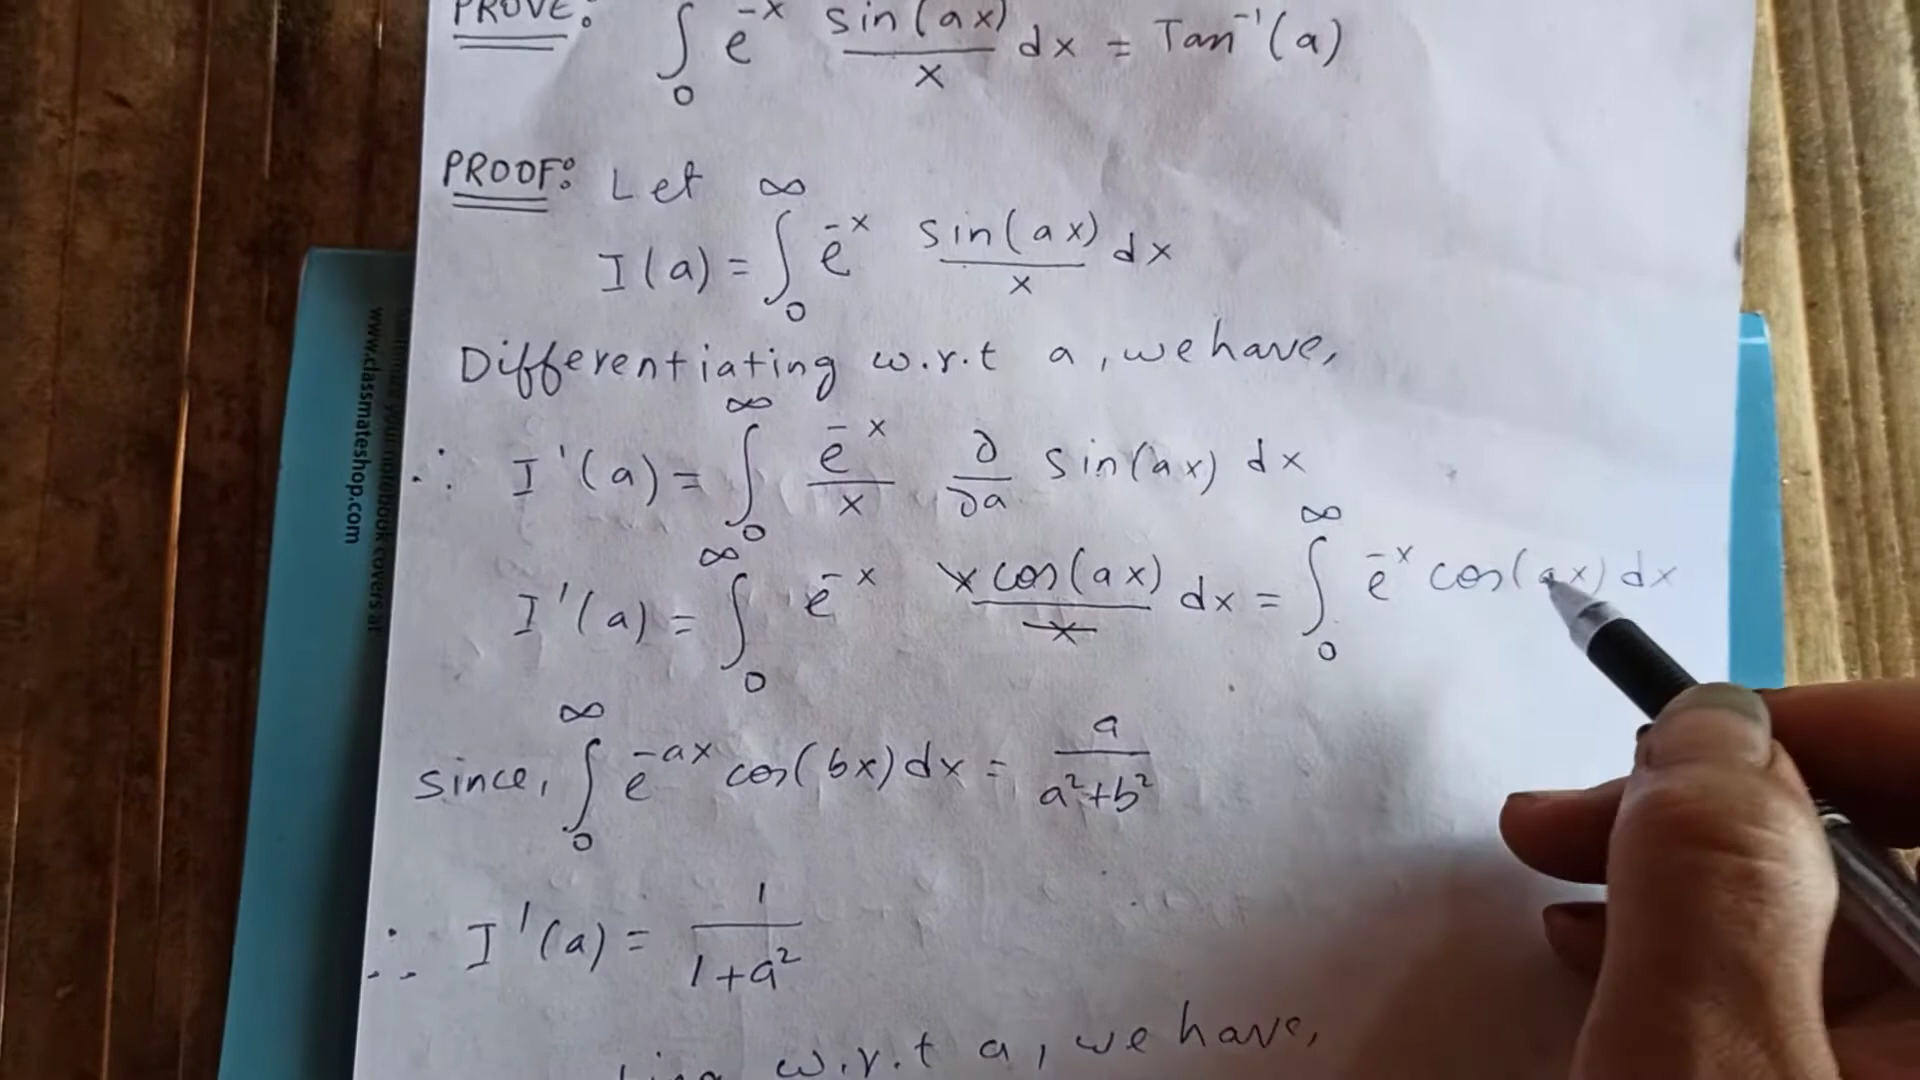 PROVE: ∫₀ e⁻ˣ sin(ax)/x dx = Tan⁻¹(a)
PROOF: Let
I(a) = ∫₀^∞ e⁻ˣ sin(ax)/x dx
Differentiating w.r.t a, we have,
∴ I'(a) = ∫₀^∞ e⁻ˣ/x ∂/∂a sin(ax) dx
I'(a) = ∫₀^∞ e⁻ˣ x cos(ax)/x dx = ∫₀^∞ e⁻ˣ cos(ax) dx
since, ∫₀^∞ e^-ax cos(bx) dx = a/(a²+b²)
∴ I'(a) = 1/(1+a²)
w.r.t a, we have,
www.classmateshop.com